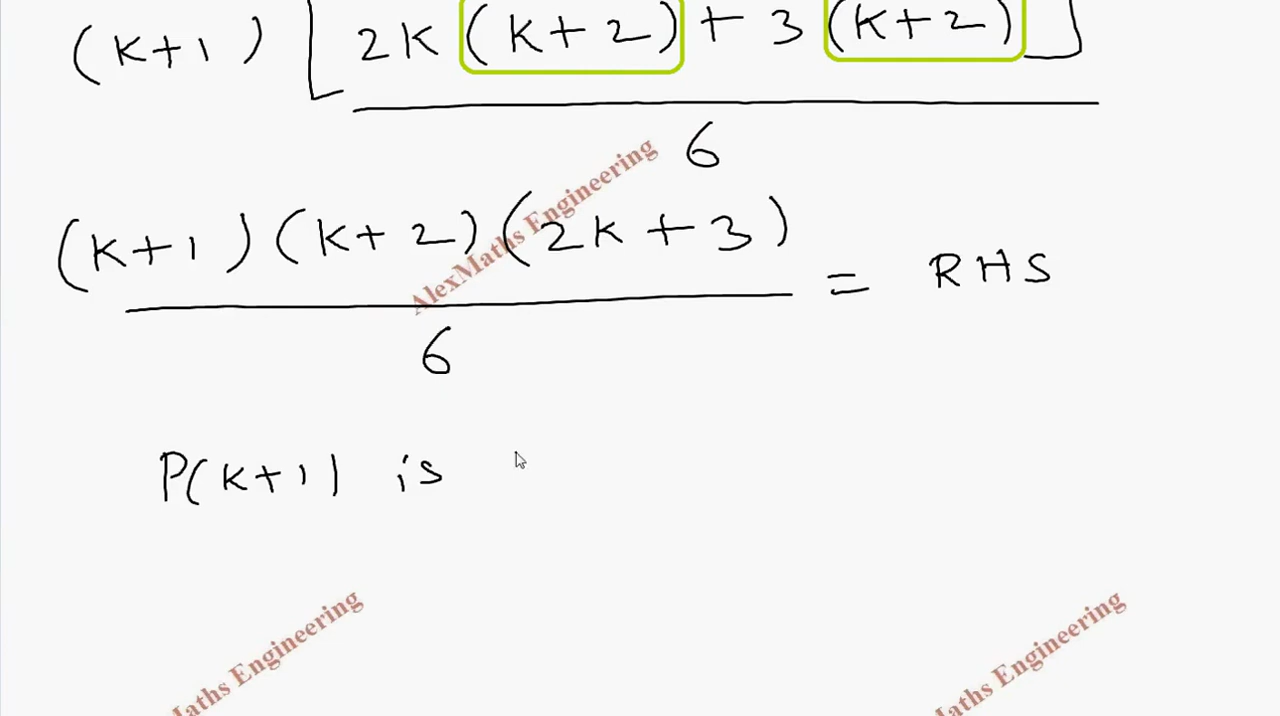 (k+1) [2k(k+2) + 3(k+2)]
6
AlexMaths Engineering
(k+1)(k+2)(2k+3) = RHS
6
P(k+1) is
Maths Engineering
Maths Engineering